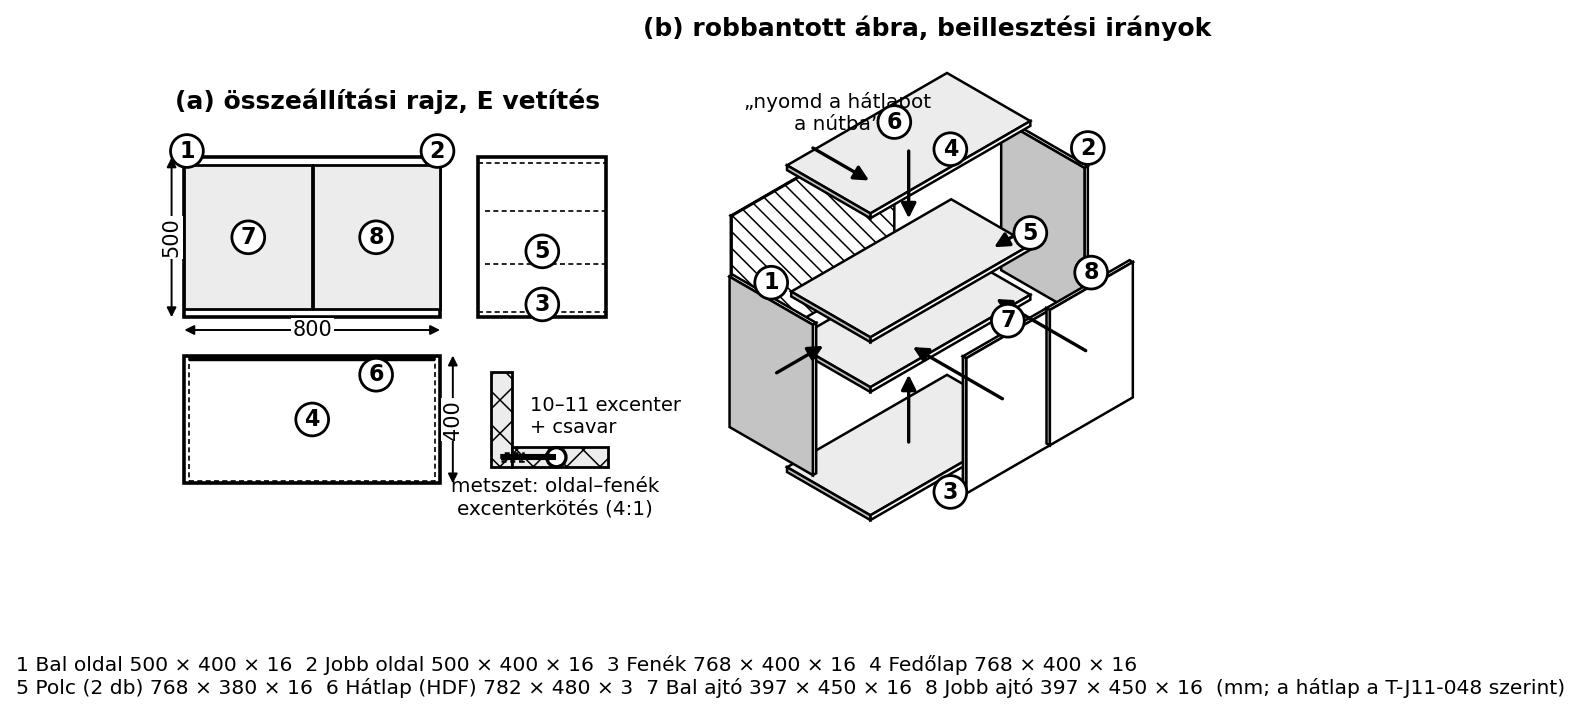 (b) robbantott ábra, beillesztési irányok
(a) összeállítási rajz, E vetítés
„nyomd a hátlapot
a nútba”
6
4
2
1
2
7
8
5
3
500
800
5
1
8
7
6
4
400
10–11 excenter
+ csavar
metszet: oldal–fenék
excenterkötés (4:1)
3
1 Bal oldal 500 × 400 × 16  2 Jobb oldal 500 × 400 × 16  3 Fenék 768 × 400 × 16  4 Fedőlap 768 × 400 × 16
5 Polc (2 db) 768 × 380 × 16  6 Hátlap (HDF) 782 × 480 × 3  7 Bal ajtó 397 × 450 × 16  8 Jobb ajtó 397 × 450 × 16  (mm; a hátlap a T-J11-048 szerint)